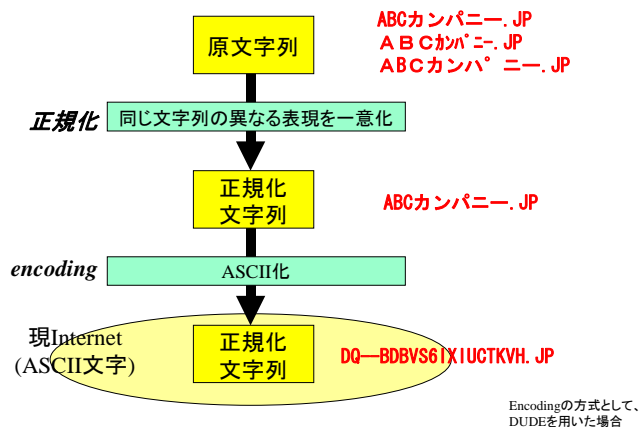 原文字列
ABCカンパニー.JP
ＡＢＣｶﾝﾊﾟﾆｰ.JP
ＡＢＣカンハ゜ニー.JP
正規化
同じ文字列の異なる表現を一意化
正規化
文字列
ABCカンパニー.JP
encoding
ASCII化
現Internet
(ASCII文字)
正規化
文字列
DQ--BDBVS6IXIUCTKVH.JP
Encodingの方式として、
DUDEを用いた場合